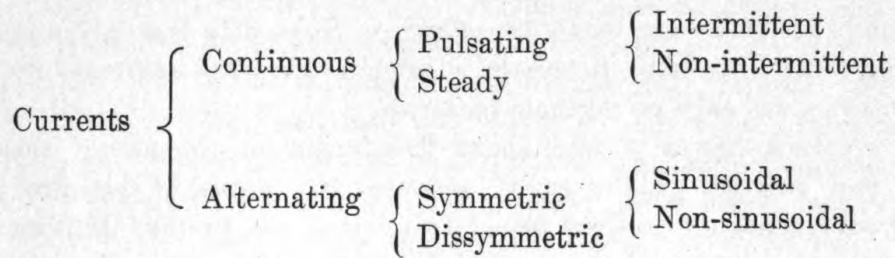 Intermittent
Continuous { Pulsating { Non-intermittent
Steady
Currents {
Alternating { Symmetric { Sinusoidal
Dissymmetric Non-sinusoidal